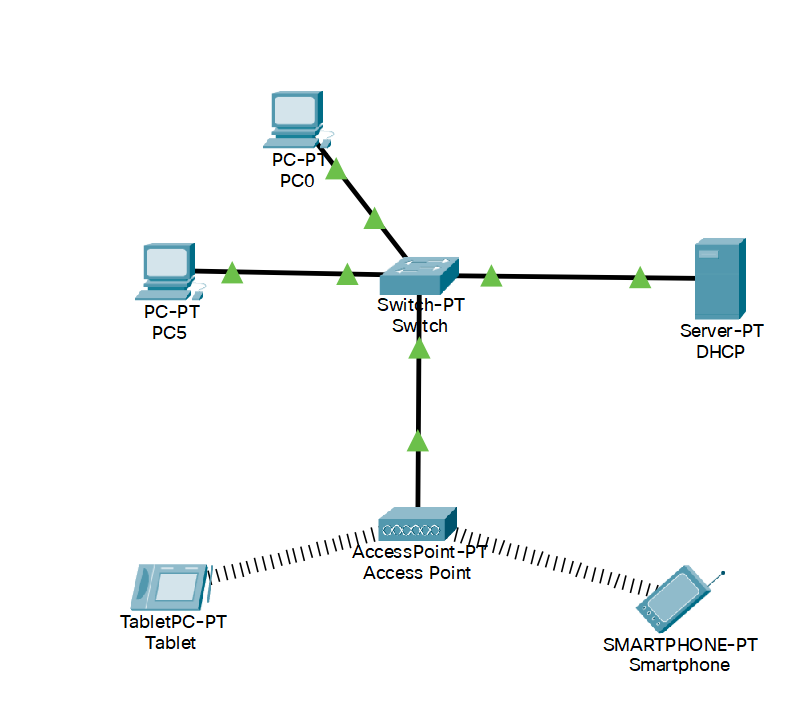 PC-PT
PC0
PC-PT
PC5
Switch-PT
Switch
Server-PT
DHCP
AccessPoint-PT
Access Point
TabletPC-PT
Tablet
SMARTPHONE-PT
Smartphone